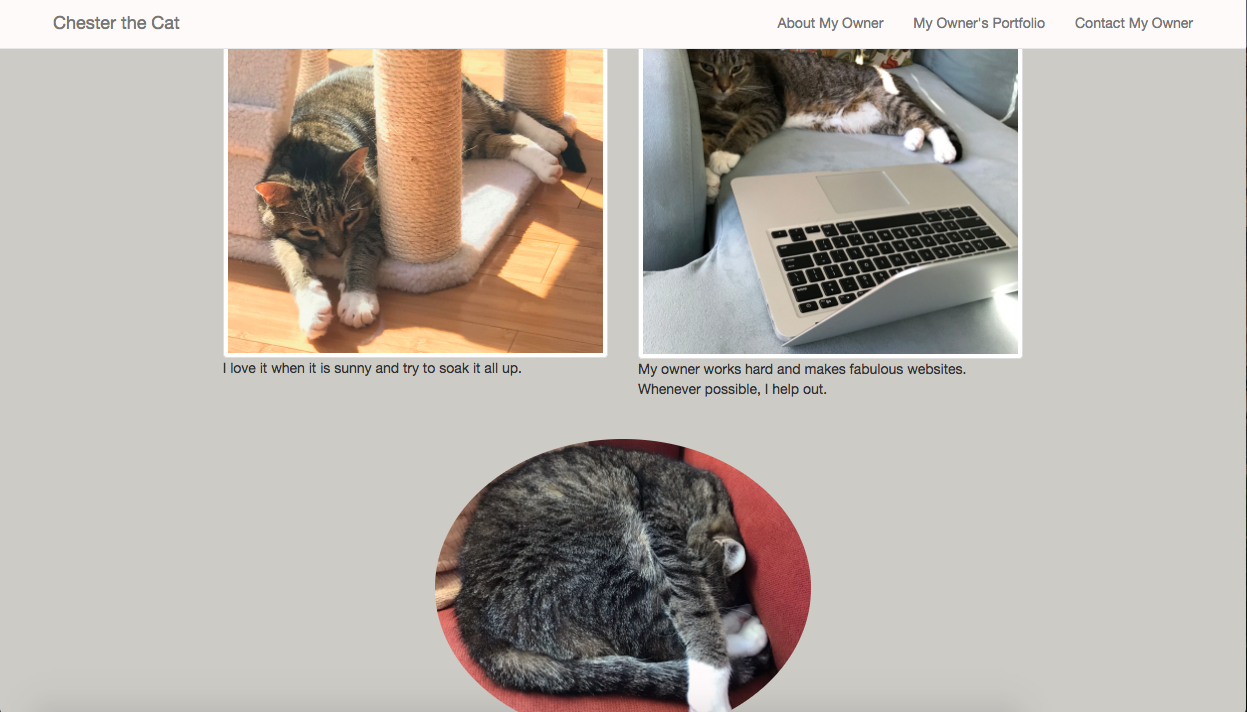 Chester the Cat
About My Owner
My Owner's Portfolio
Contact My Owner
I love it when it is sunny and try to soak it all up.
My owner works hard and makes fabulous websites.
Whenever possible, I help out.